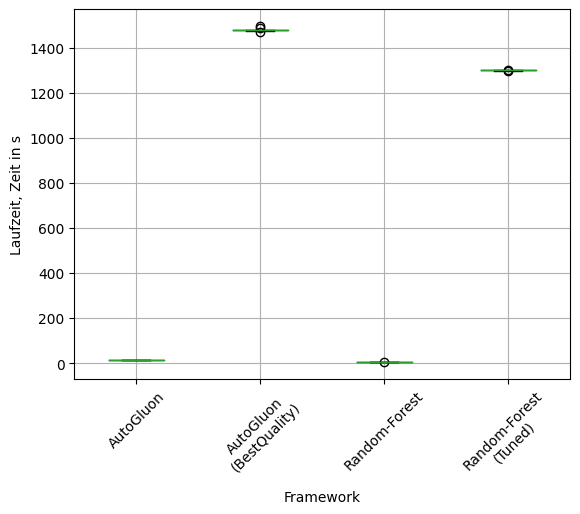 1400
1200
1000
800
600
400
200
0
Laufzeit, Zeit in s
AutoGluon
AutoGluon
(BestQuality)
Random-Forest
Random-Forest
(Tuned)
Framework